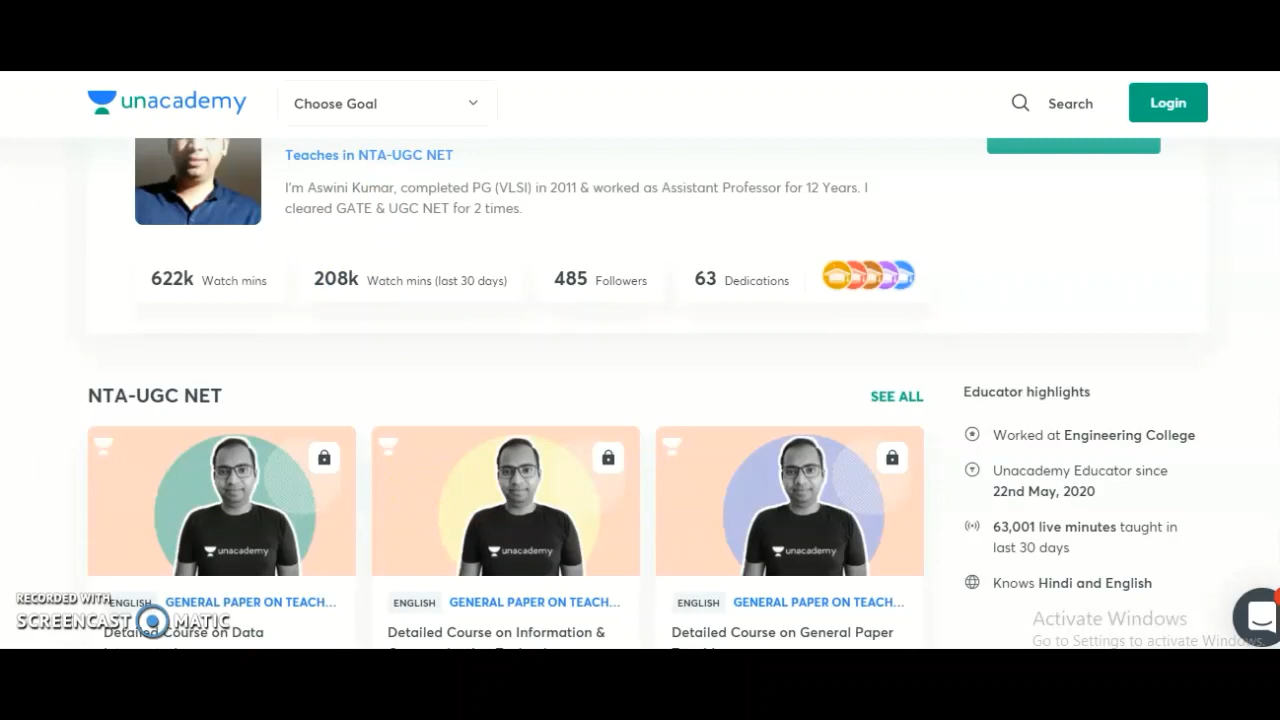 unacademy
Choose Goal
Search
Login
Teaches in NTA-UGC NET
I'm Aswini Kumar, completed PG (VLSI) in 2011 & worked as Assistant Professor for 12 Years. I
cleared GATE & UGC NET for 2 times.
622k Watch mins
208k Watch mins (last 30 days)
485 Followers
63 Dedications
NTA-UGC NET
SEE ALL
unacademy
unacademy
unacademy
ENGLISH GENERAL PAPER ON TEACH...
Detailed Course on Data
ENGLISH GENERAL PAPER ON TEACH...
Detailed Course on Information &
ENGLISH GENERAL PAPER ON TEACH...
Detailed Course on General Paper
Educator highlights
Worked at Engineering College
Unacademy Educator since
22nd May, 2020
63,001 live minutes taught in
last 30 days
Knows Hindi and English
Activate Windows
Go to Settings to activate Windows.
RECORDED WITH
SCREENCAST MATIC